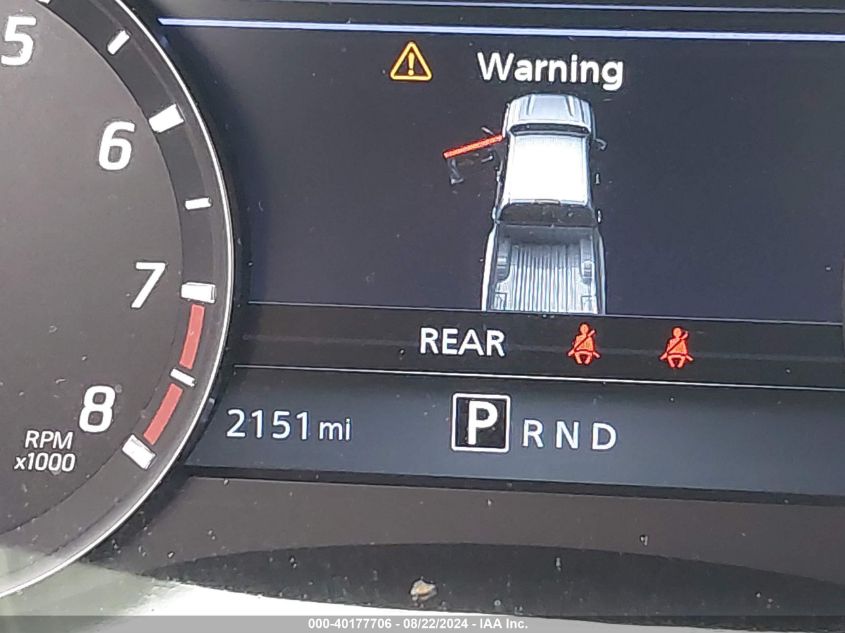 5
6
7
8
RPM
x1000
Warning
REAR
2151 mi
P R N D
000-40177706 - 08/22/2024 - IAA Inc.